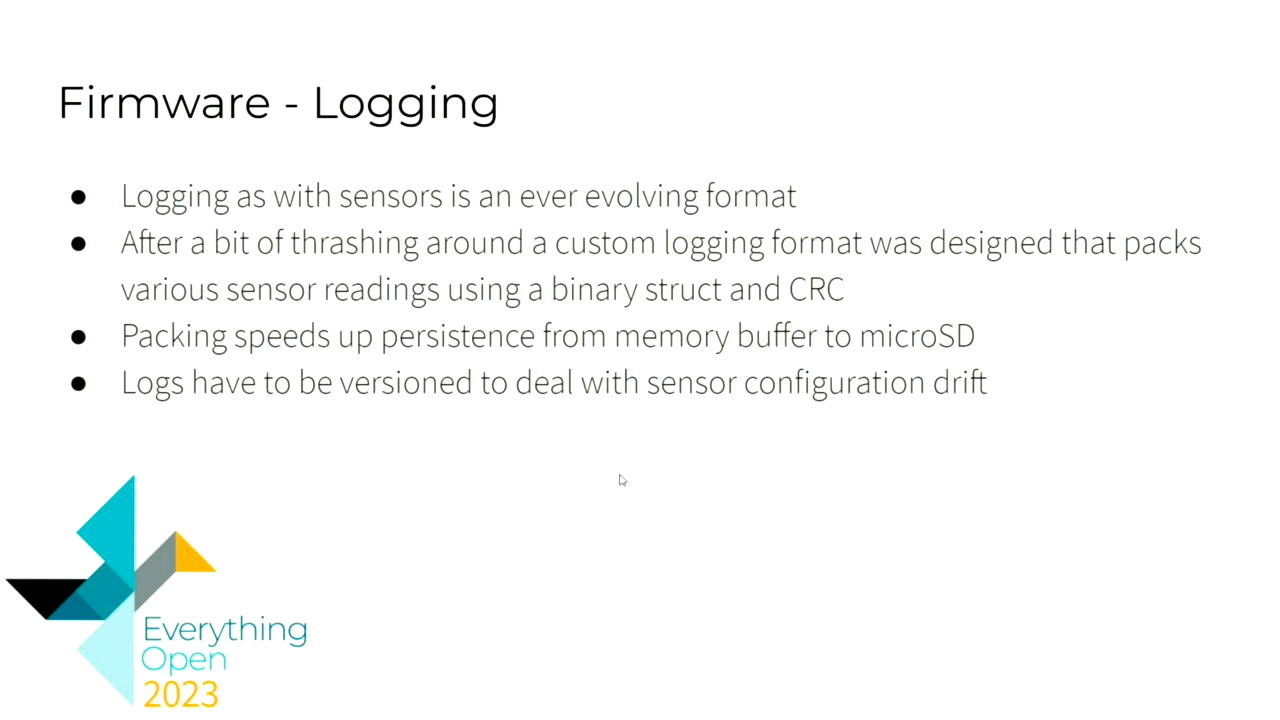 Firmware - Logging
● Logging as with sensors is an ever evolving format
● After a bit of thrashing around a custom logging format was designed that packs
various sensor readings using a binary struct and CRC
● Packing speeds up persistence from memory buffer to microSD
● Logs have to be versioned to deal with sensor configuration drift
Everything
Open
2023